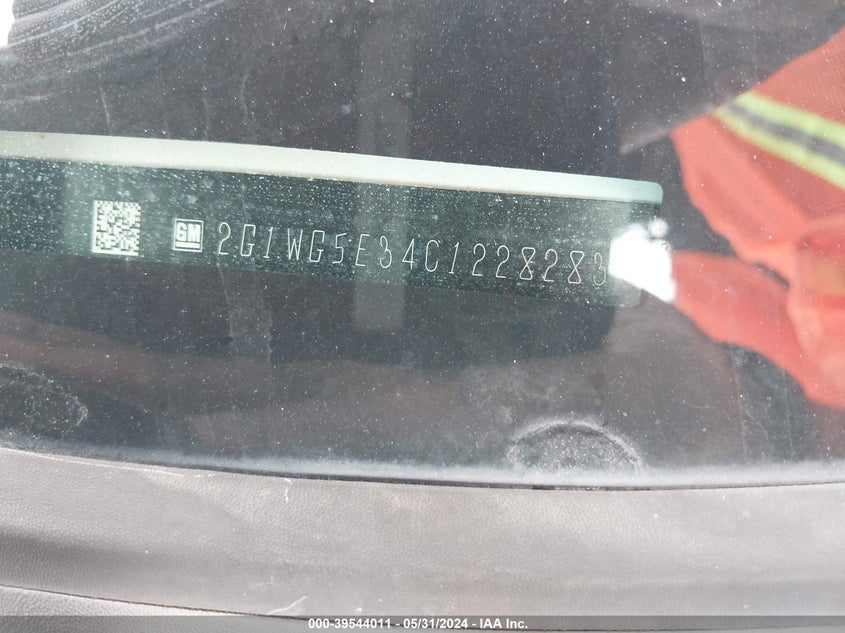 GM 2G1WG5E34C1228283
000-39544011 - 05/31/2024 - IAA Inc.